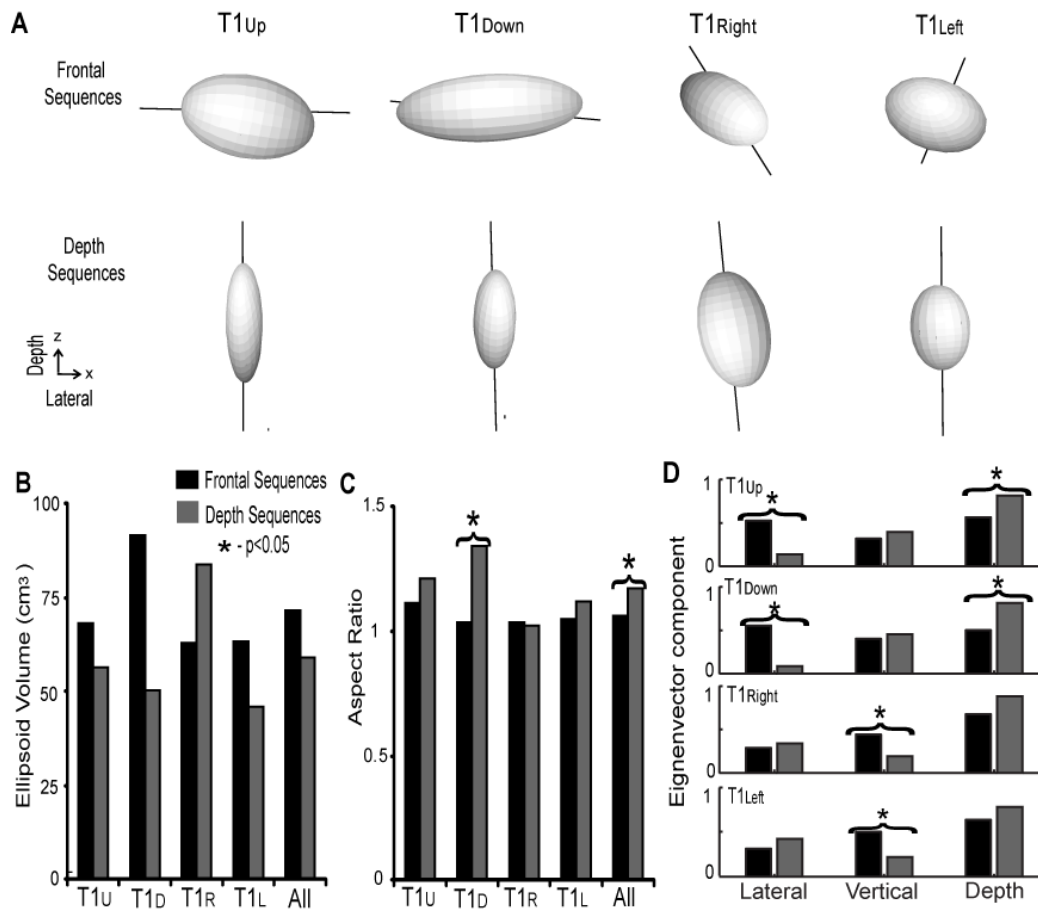 A
T1Up T1Down T1Right T1Left
Frontal
Sequences
Depth
Sequences
Depth
z
x
Lateral
B
Frontal Sequences
Depth Sequences
* - p<0.05
Ellipsoid Volume (cm3)
100
75
50
25
0
T1U T1D T1R T1L All
C
Aspect Ratio
1.5
*
*
1
0.5
0
T1U T1D T1R T1L All
D
Eignenvector component
1
T1Up
*
*
0
1
T1Down
*
*
0
1
T1Right
*
0
1
T1Left
*
0
Lateral Vertical Depth